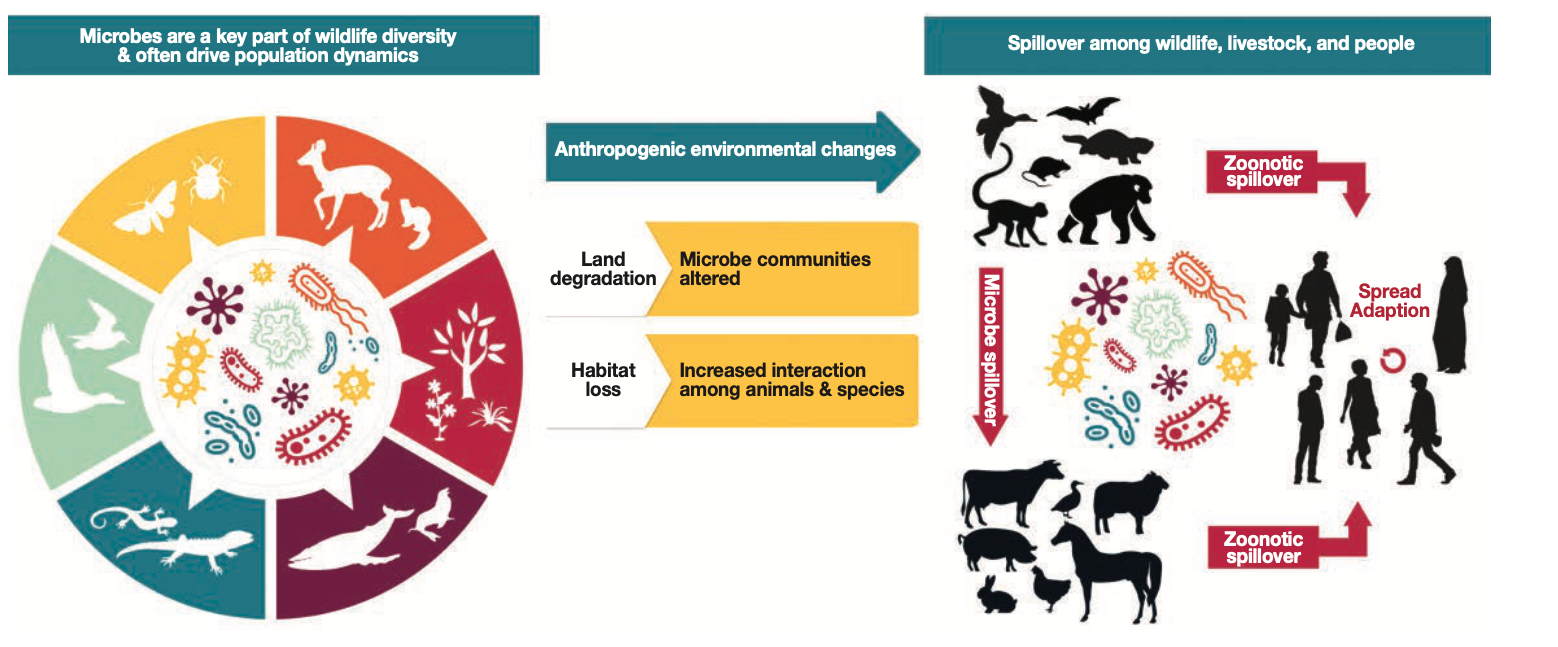 Microbes are a key part of wildlife diversity
& often drive population dynamics
Anthropogenic environmental changes
Land
degradation
Microbe communities
altered
Habitat
loss
Increased interaction
among animals & species
Spillover among wildlife, livestock, and people
Zoonotic
spillover
Microbe spillover
Spread
Adaption
Zoonotic
spillover